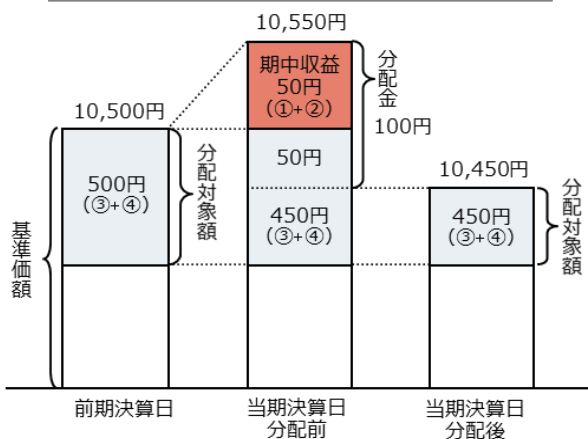 10,550円
期中収益
50円
(①+②)
分配金
100円
10,500円
500円
(③+④)
分配対象額
50円
450円
(③+④)
10,450円
450円
(③+④)
分配対象額
基準価額
前期決算日
当期決算日
分配前
当期決算日
分配後